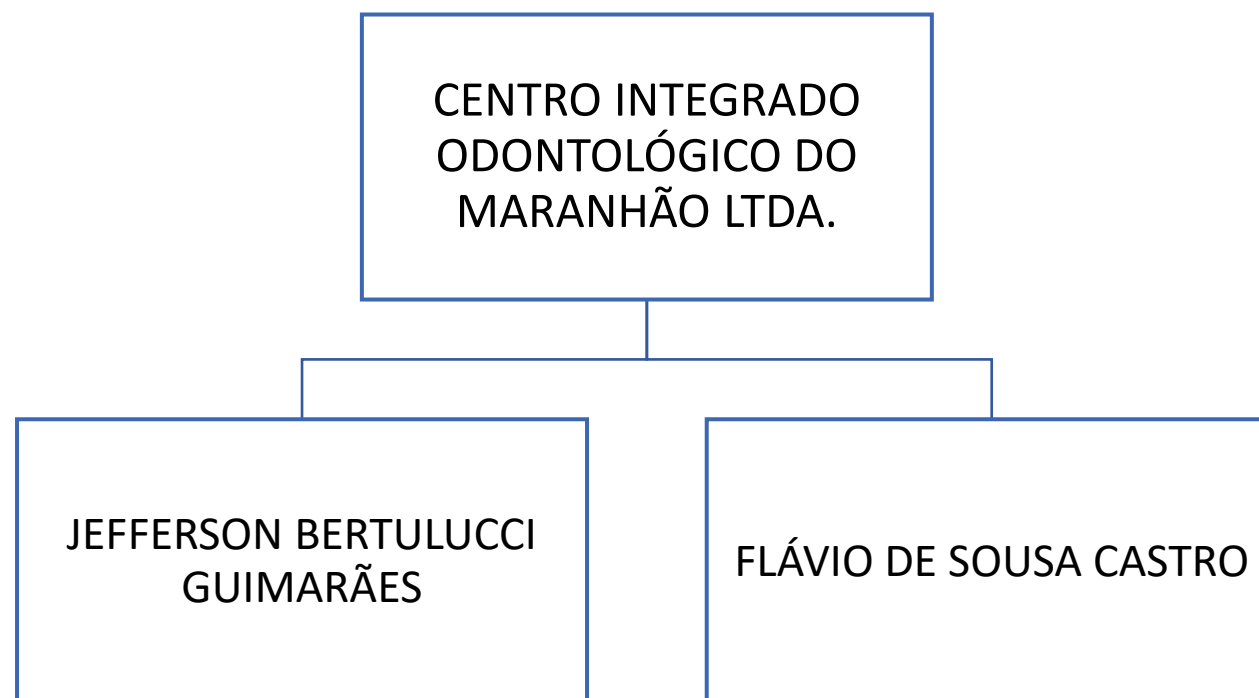 CENTRO INTEGRADO
ODONTOLÓGICO DO
MARANHÃO LTDA.
JEFFERSON BERTULUCCI
GUIMARÃES
FLÁVIO DE SOUSA CASTRO